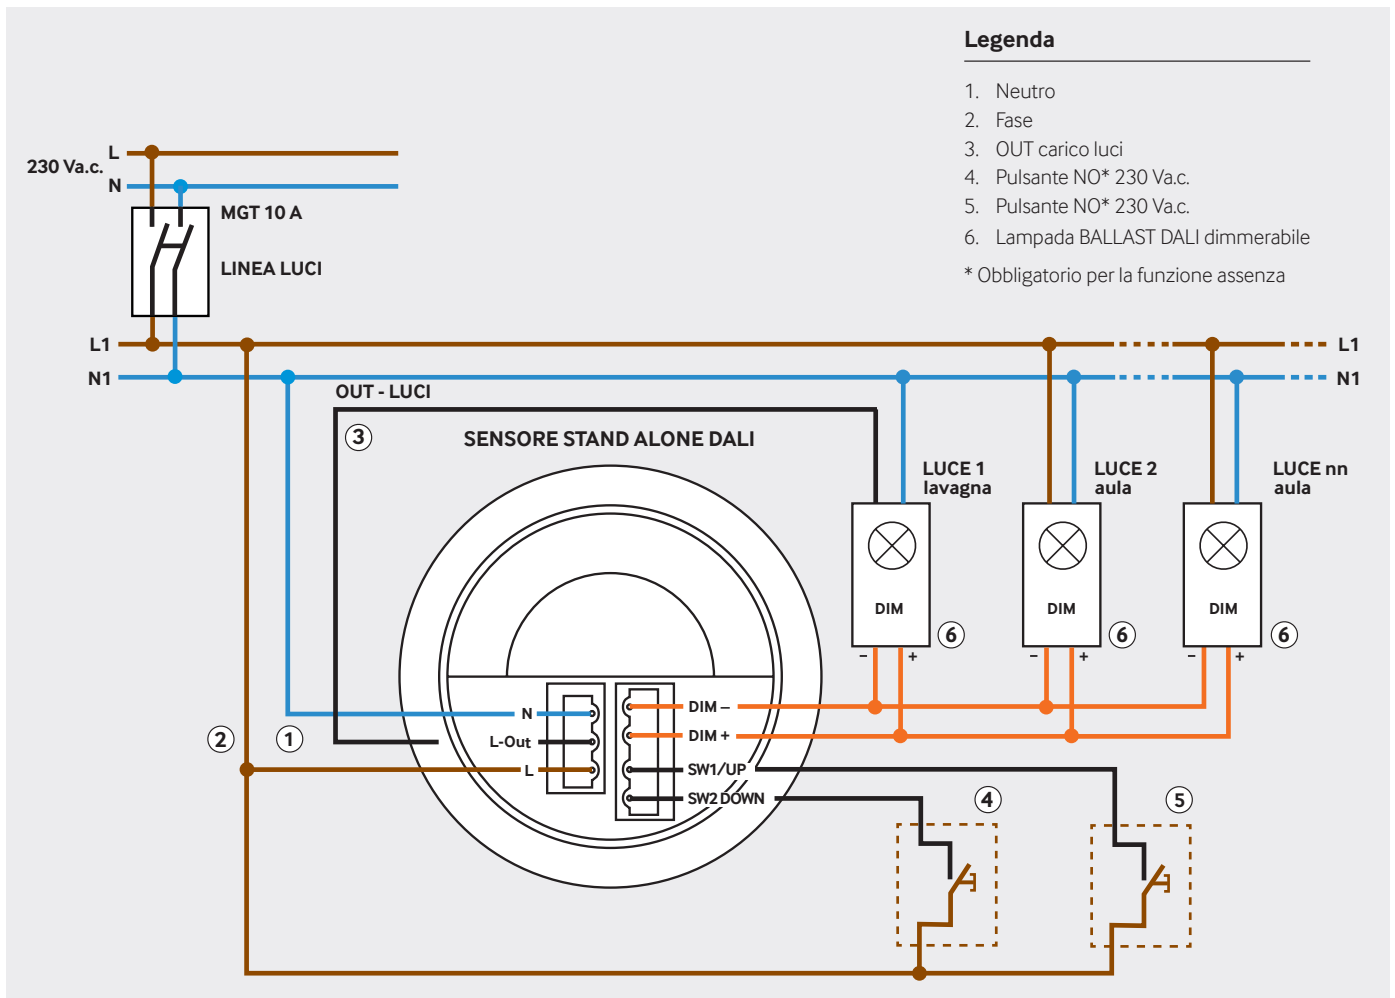 Legenda
1. Neutro
2. Fase
3. OUT carico luci
4. Pulsante NO* 230 Va.c.
5. Pulsante NO* 230 Va.c.
6. Lampada BALLAST DALI dimmerabile
* Obbligatorio per la funzione assenza
L
230 Va.c.
N
MGT 10 A
LINEA LUCI
L1 L1
N1 N1
OUT - LUCI
3
SENSORE STAND ALONE DALI
LUCE 1
lavagna
LUCE 2
aula
LUCE nn
aula
DIM DIM DIM
6 6 6
– + – + – +
N
L-Out
L
DIM –
DIM +
SW1/UP
SW2 DOWN
2 1
4 5